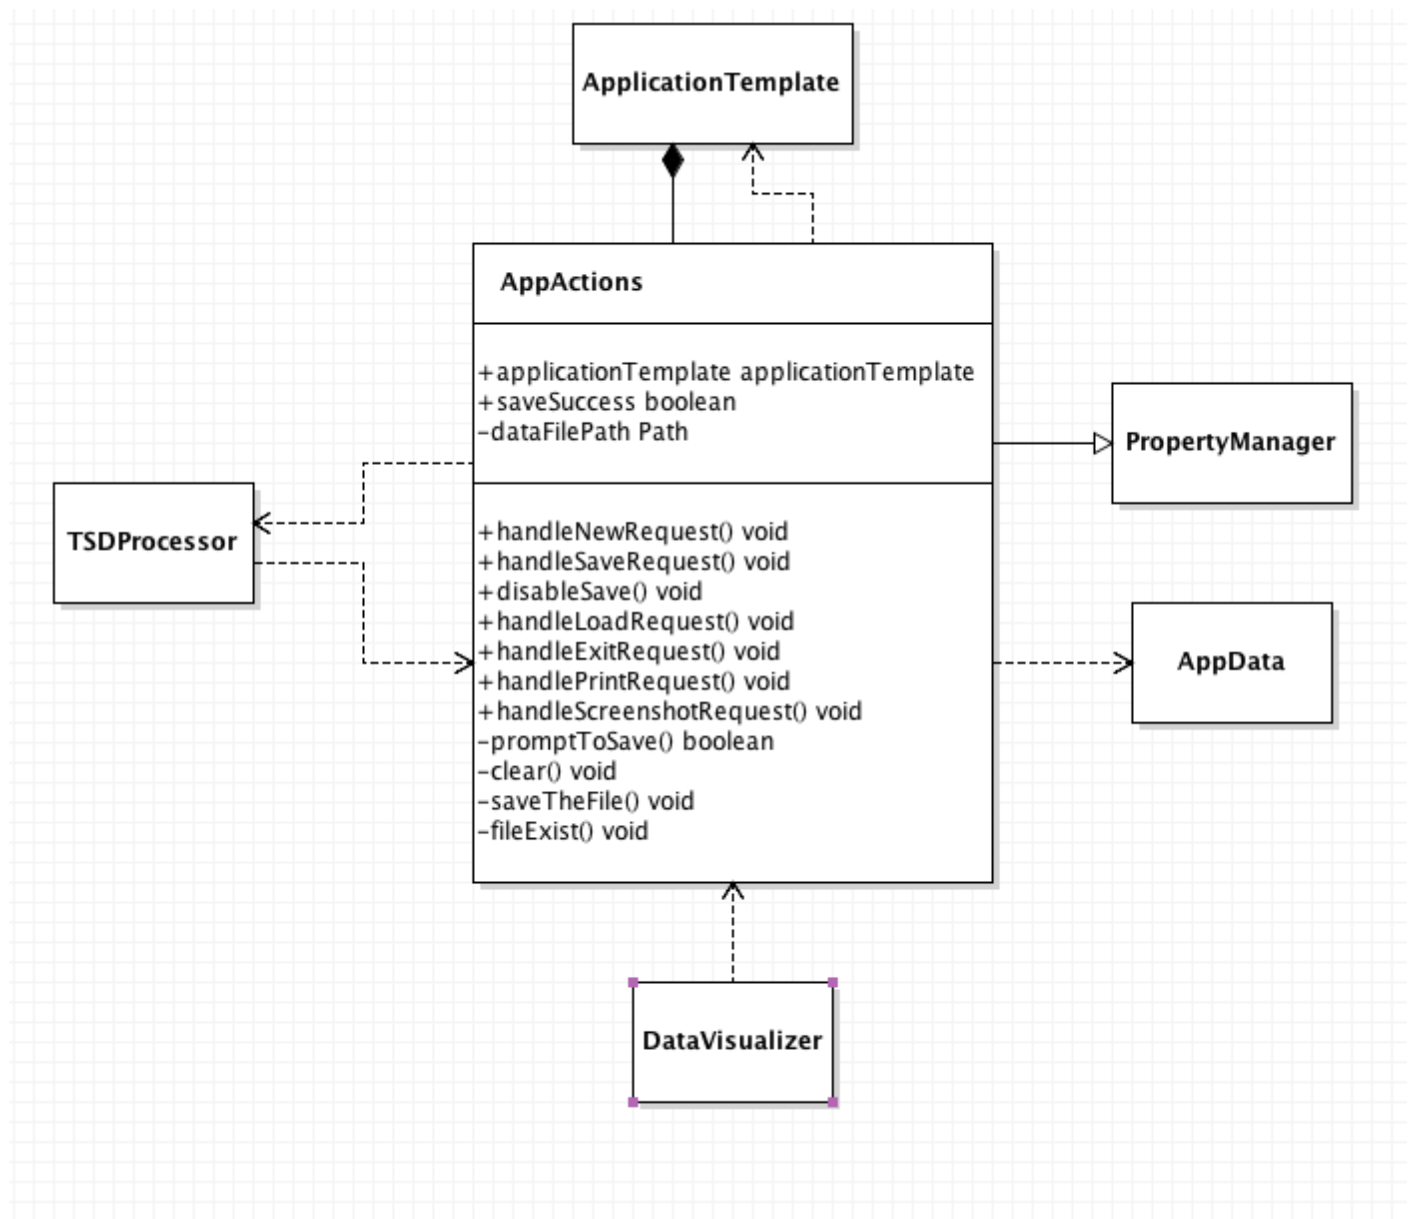 ApplicationTemplate
AppActions
+applicationTemplate applicationTemplate
+saveSuccess boolean
-dataFilePath Path
PropertyManager
TSDProcessor
+handleNewRequest() void
+handleSaveRequest() void
+disableSave() void
+handleLoadRequest() void
+handleExitRequest() void
+handlePrintRequest() void
+handleScreenshotRequest() void
-promptToSave() boolean
-clear() void
-saveTheFile() void
-fileExist() void
AppData
DataVisualizer